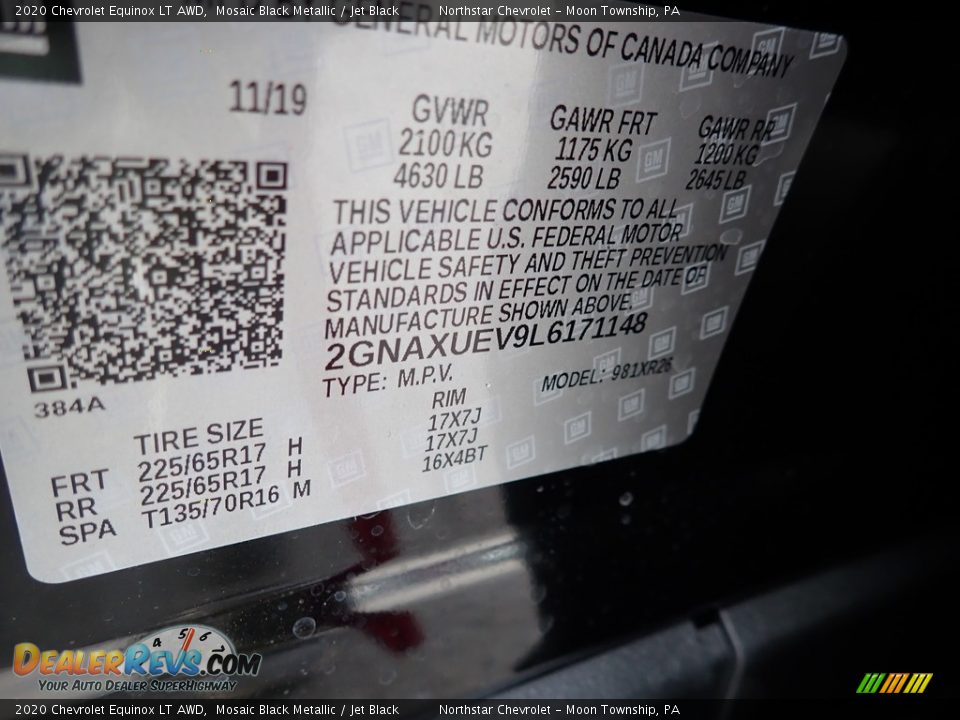 2020 Chevrolet Equinox LT AWD, Mosaic Black Metallic / Jet Black Northstar Chevrolet – Moon Township, PA
GENERAL MOTORS OF CANADA COMPANY
11/19
GVWR GAWR FRT GAWR RR
2100 KG 1175 KG 1200 KG
4630 LB 2590 LB 2645 LB
THIS VEHICLE CONFORMS TO ALL
APPLICABLE U.S. FEDERAL MOTOR
VEHICLE SAFETY AND THEFT PREVENTION
STANDARDS IN EFFECT ON THE DATE OF
MANUFACTURE SHOWN ABOVE.
2GNAXUEV9L6171148
TYPE: M.P.V. MODEL: 981XR26
384A
TIRE SIZE RIM
FRT 225/65R17 H 17X7J
RR 225/65R17 H 17X7J
SPA T135/70R16 M 16X4BT
DealerRevs.com
Your Auto Dealer SuperHighway
2020 Chevrolet Equinox LT AWD, Mosaic Black Metallic / Jet Black Northstar Chevrolet – Moon Township, PA